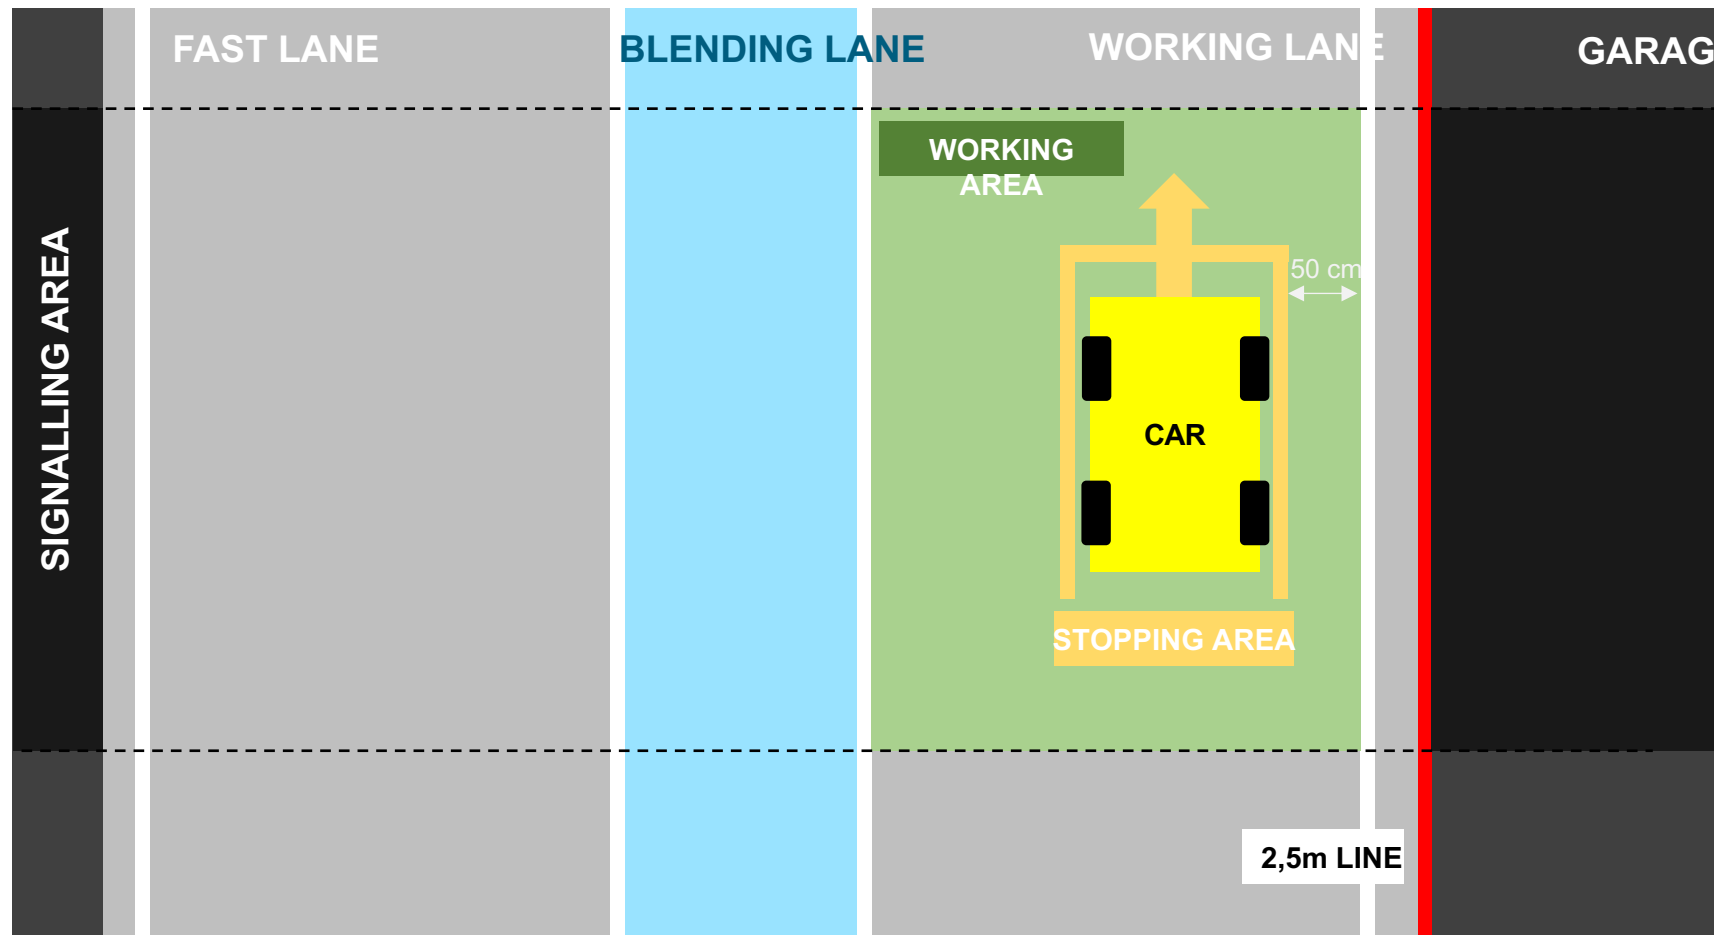 FAST LANE
BLENDING LANE
WORKING LANE
GARAG
WORKING
AREA
50 cm
SIGNALLING AREA
CAR
STOPPING AREA
2,5m LINE